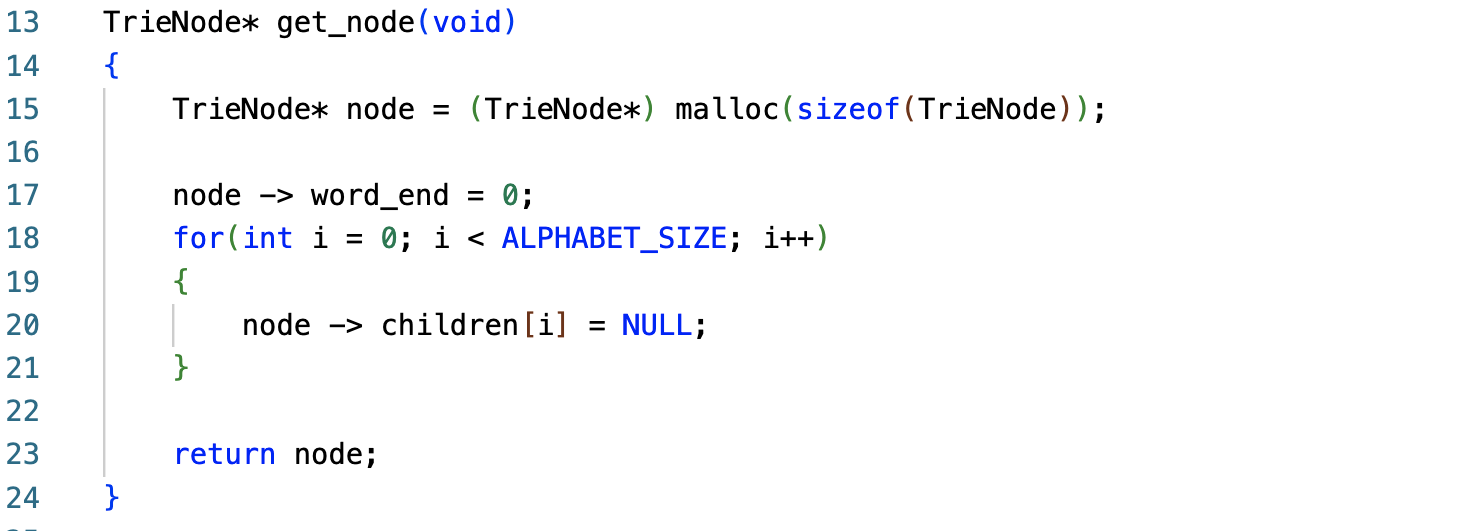 13 TrieNode* get_node(void)
14 {
15     TrieNode* node = (TrieNode*) malloc(sizeof(TrieNode));
16
17     node -> word_end = 0;
18     for(int i = 0; i < ALPHABET_SIZE; i++)
19     {
20         node -> children[i] = NULL;
21     }
22
23     return node;
24 }